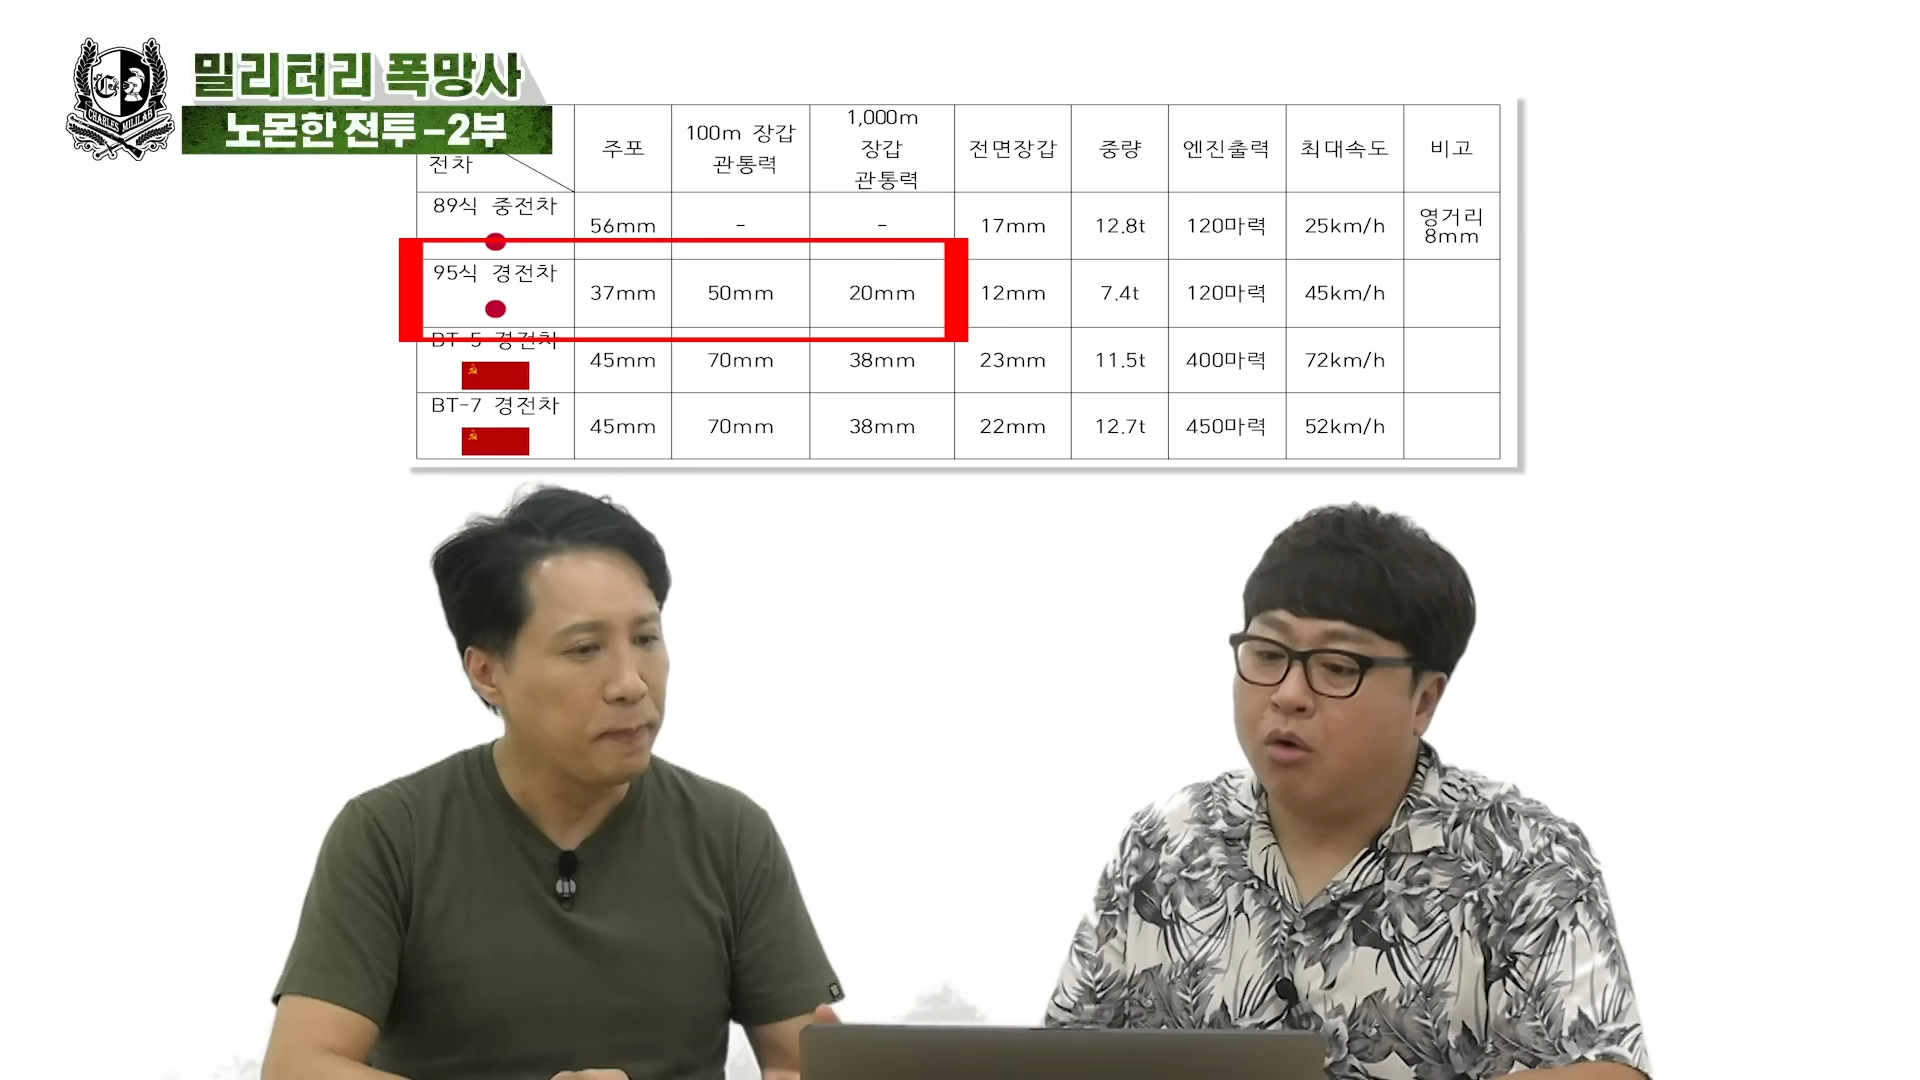 CHARLES MILILAB
밀리터리 폭망사
노몬한 전투 -2부
전차
주포
100m 장갑
관통력
1,000m
장갑
관통력
전면장갑
중량
엔진출력
최대속도
비고
89식 중전차
56mm
-
-
17mm
12.8t
120마력
25km/h
영거리
8mm
95식 경전차
37mm
50mm
20mm
12mm
7.4t
120마력
45km/h
BT-5 경전차
45mm
70mm
38mm
23mm
11.5t
400마력
72km/h
BT-7 경전차
45mm
70mm
38mm
22mm
12.7t
450마력
52km/h